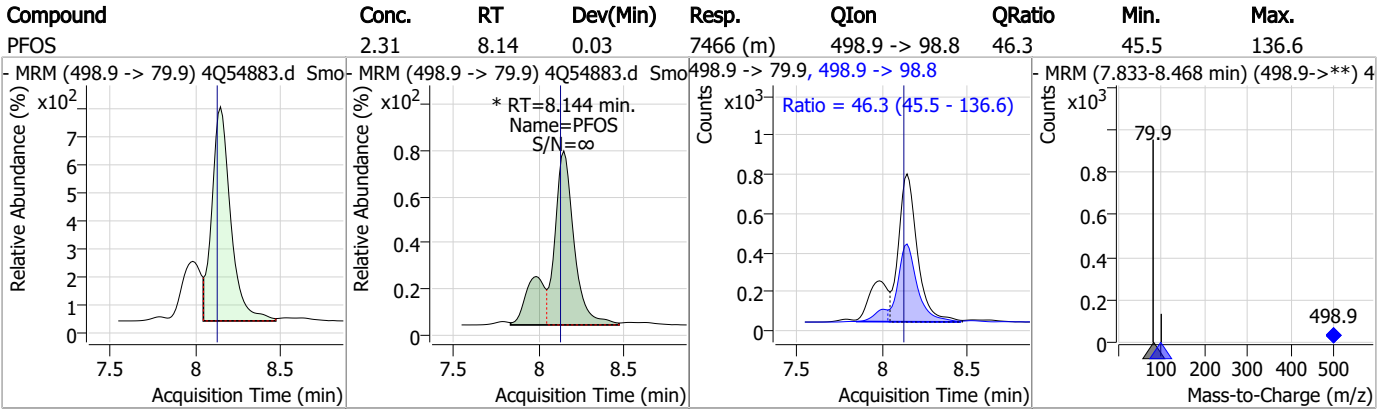 Compound Conc. RT Dev(Min) Resp. QIon QRatio Min. Max.
PFOS 2.31 8.14 0.03 7466 (m) 498.9 -> 98.8 46.3 45.5 136.6
- MRM (498.9 -> 79.9) 4Q54883.d Smo
Relative Abundance (%)
x10²
7
6
5
4
3
2
1
0
7.5 8 8.5
Acquisition Time (min)
- MRM (498.9 -> 79.9) 4Q54883.d Smo
Relative Abundance (%)
x10²
* RT=8.144 min.
Name=PFOS
S/N=∞
0.8
0.6
0.4
0.2
0
7.5 8 8.5
Acquisition Time (min)
498.9 -> 79.9, 498.9 -> 98.8
Counts
x10³
Ratio = 46.3 (45.5 - 136.6)
1
0.8
0.6
0.4
0.2
0
7.5 8 8.5
Acquisition Time (min)
- MRM (7.833-8.468 min) (498.9->**) 4
Counts
x10³
79.9
0.8
0.6
0.4
0.2
498.9
0
100 200 300 400 500
Mass-to-Charge (m/z)